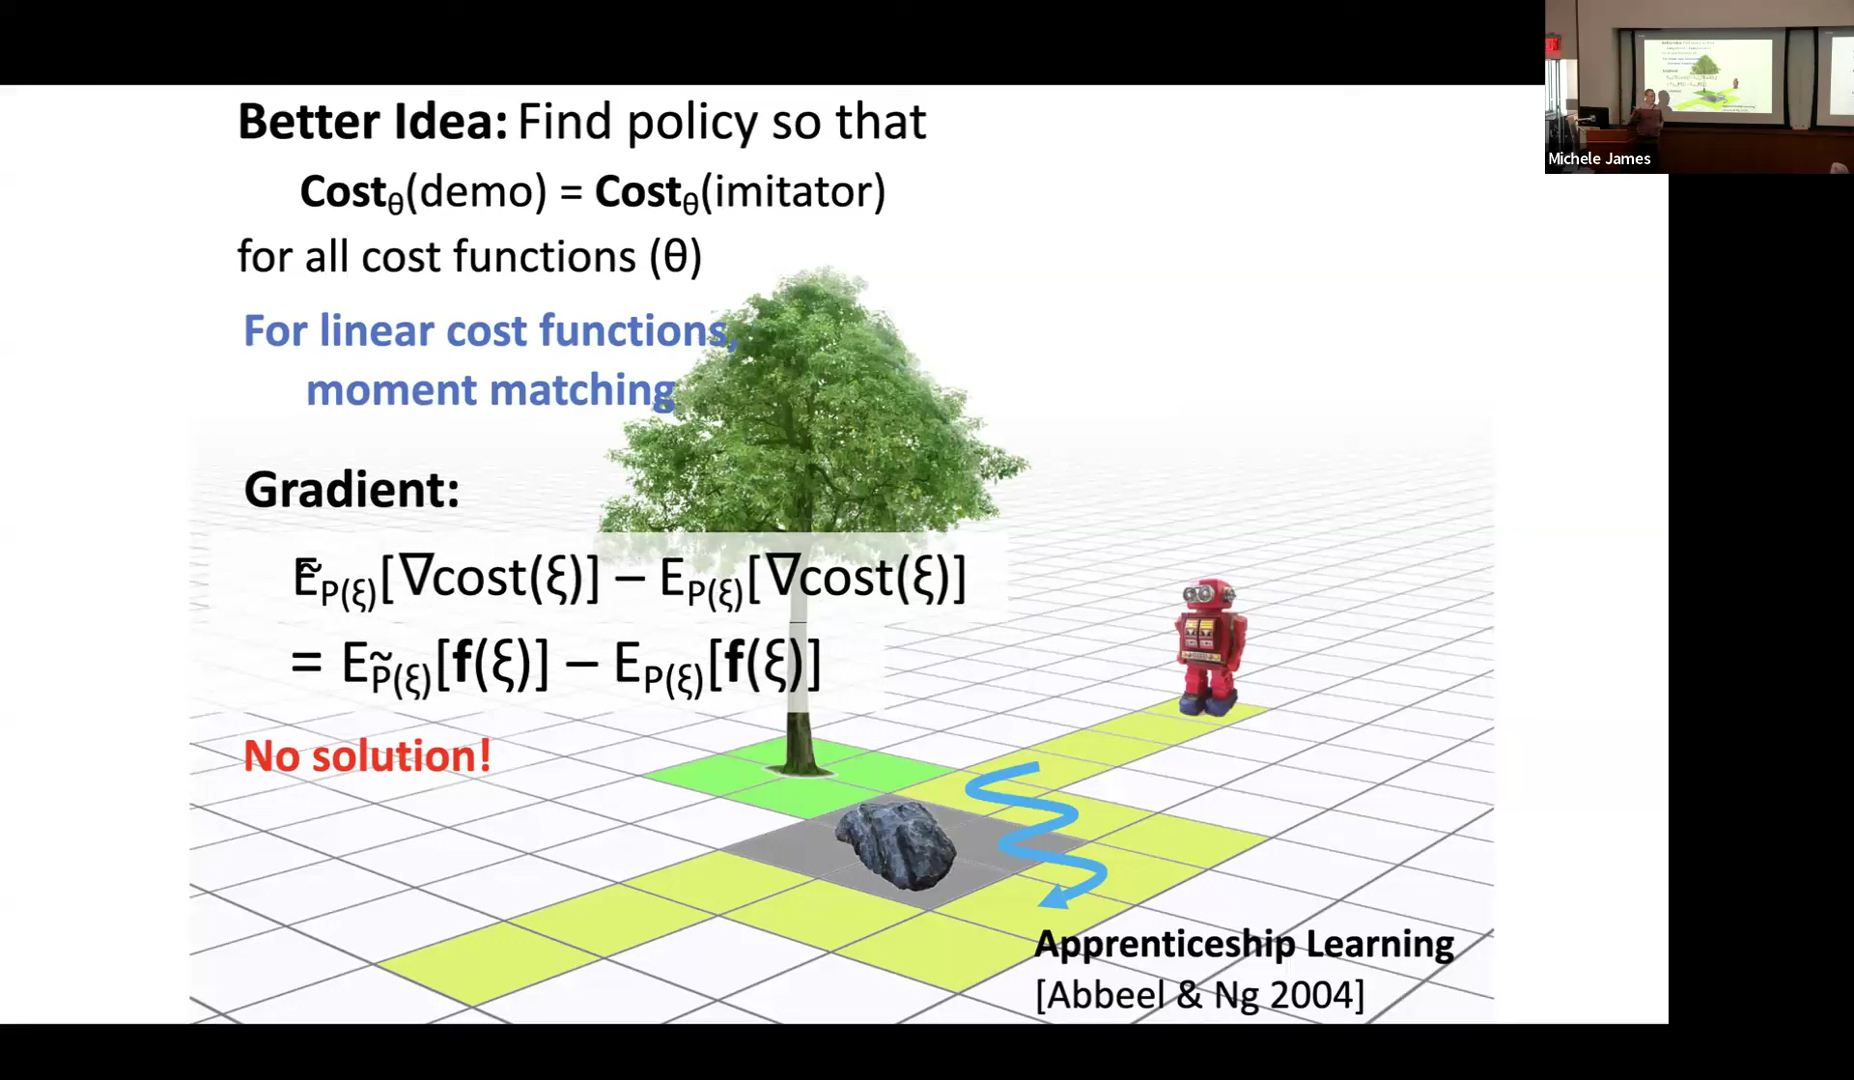 Better Idea: Find policy so that
Costθ(demo) = Costθ(imitator)
for all cost functions (θ)
For linear cost functions,
moment matching
Gradient:
ẼP(ξ)[∇cost(ξ)] – EP(ξ)[∇cost(ξ)]
= EP̃(ξ)[f(ξ)] – EP(ξ)[f(ξ)]
No solution!
Apprenticeship Learning
[Abbeel & Ng 2004]
Michele James